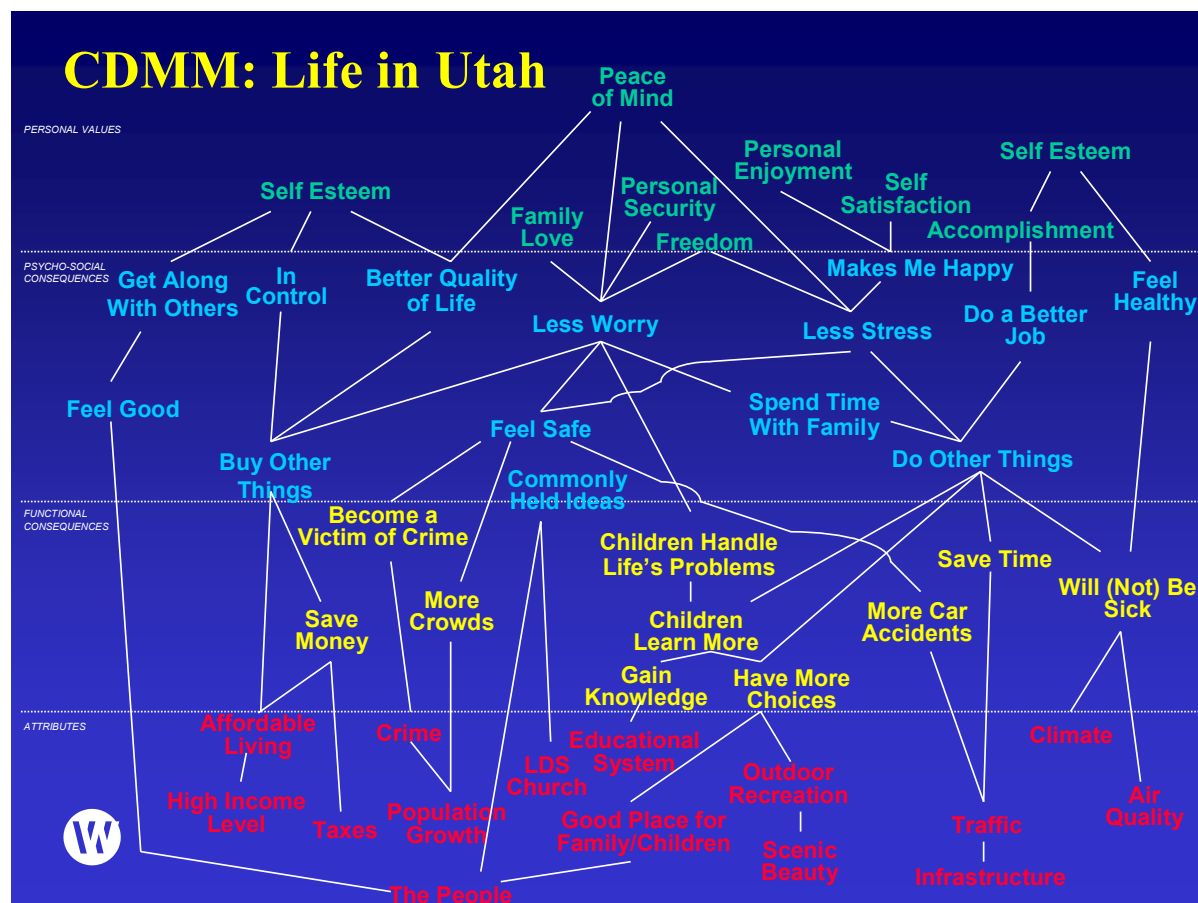 CDMM: Life in Utah
Peace
of Mind
PERSONAL VALUES
Self Esteem
Family
Love
Personal
Security
Freedom
Personal
Enjoyment
Self
Satisfaction
Self Esteem
Accomplishment
PSYCHO-SOCIAL
CONSEQUENCES
Get Along
With Others
In
Control
Better Quality
of Life
Less Worry
Makes Me Happy
Less Stress
Do a Better
Job
Feel
Healthy
Feel Good
Spend Time
With Family
Feel Safe
Buy Other
Things
Commonly
Held Ideas
Do Other Things
FUNCTIONAL
CONSEQUENCES
Become a
Victim of Crime
Children Handle
Life's Problems
Save Time
Will (Not) Be
Sick
Save
Money
More
Crowds
Children
Learn More
More Car
Accidents
Gain
Knowledge
Have More
Choices
ATTRIBUTES
Affordable
Living
Crime
LDS
Church
Educational
System
Outdoor
Recreation
Climate
High Income
Level
Taxes
Population
Growth
Good Place for
Family/Children
Scenic
Beauty
Traffic
Air
Quality
W
The People
Infrastructure